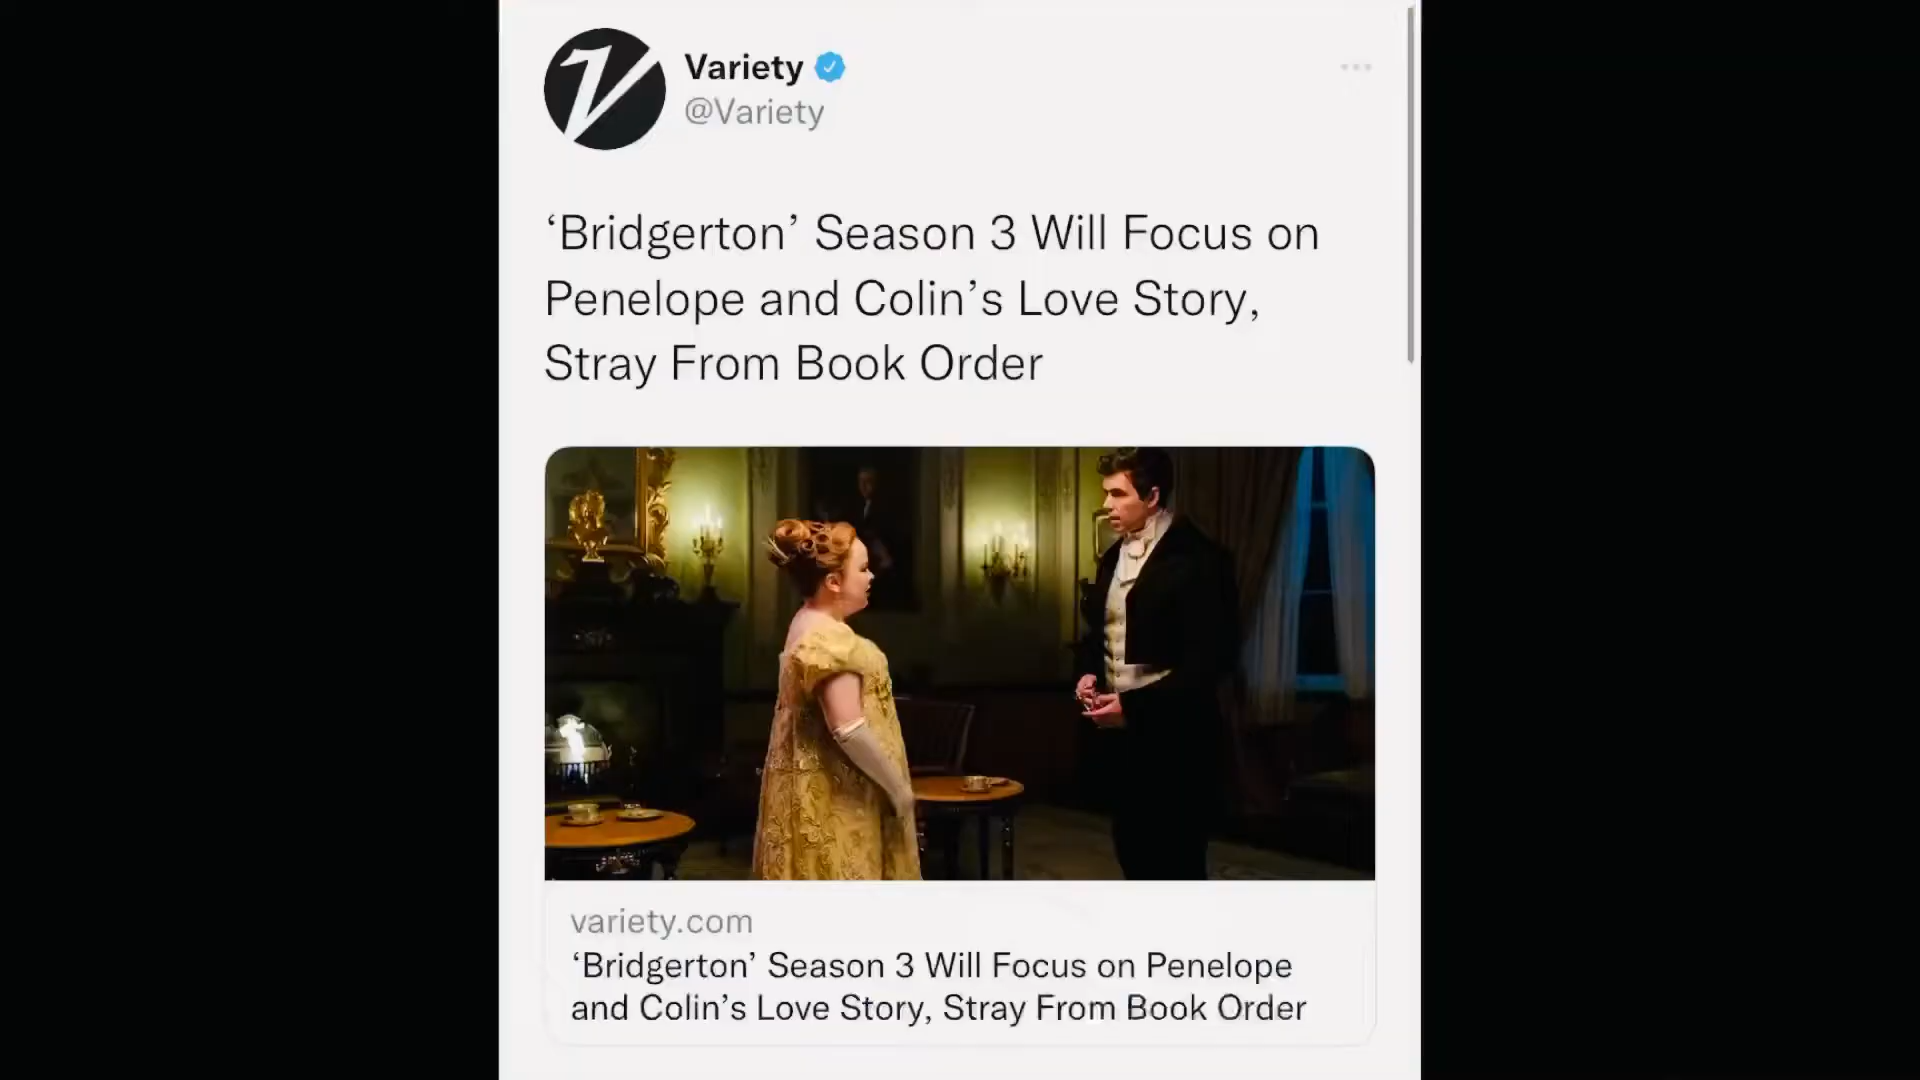 Variety
@Variety
‘Bridgerton’ Season 3 Will Focus on
Penelope and Colin’s Love Story,
Stray From Book Order
variety.com
‘Bridgerton’ Season 3 Will Focus on Penelope
and Colin’s Love Story, Stray From Book Order